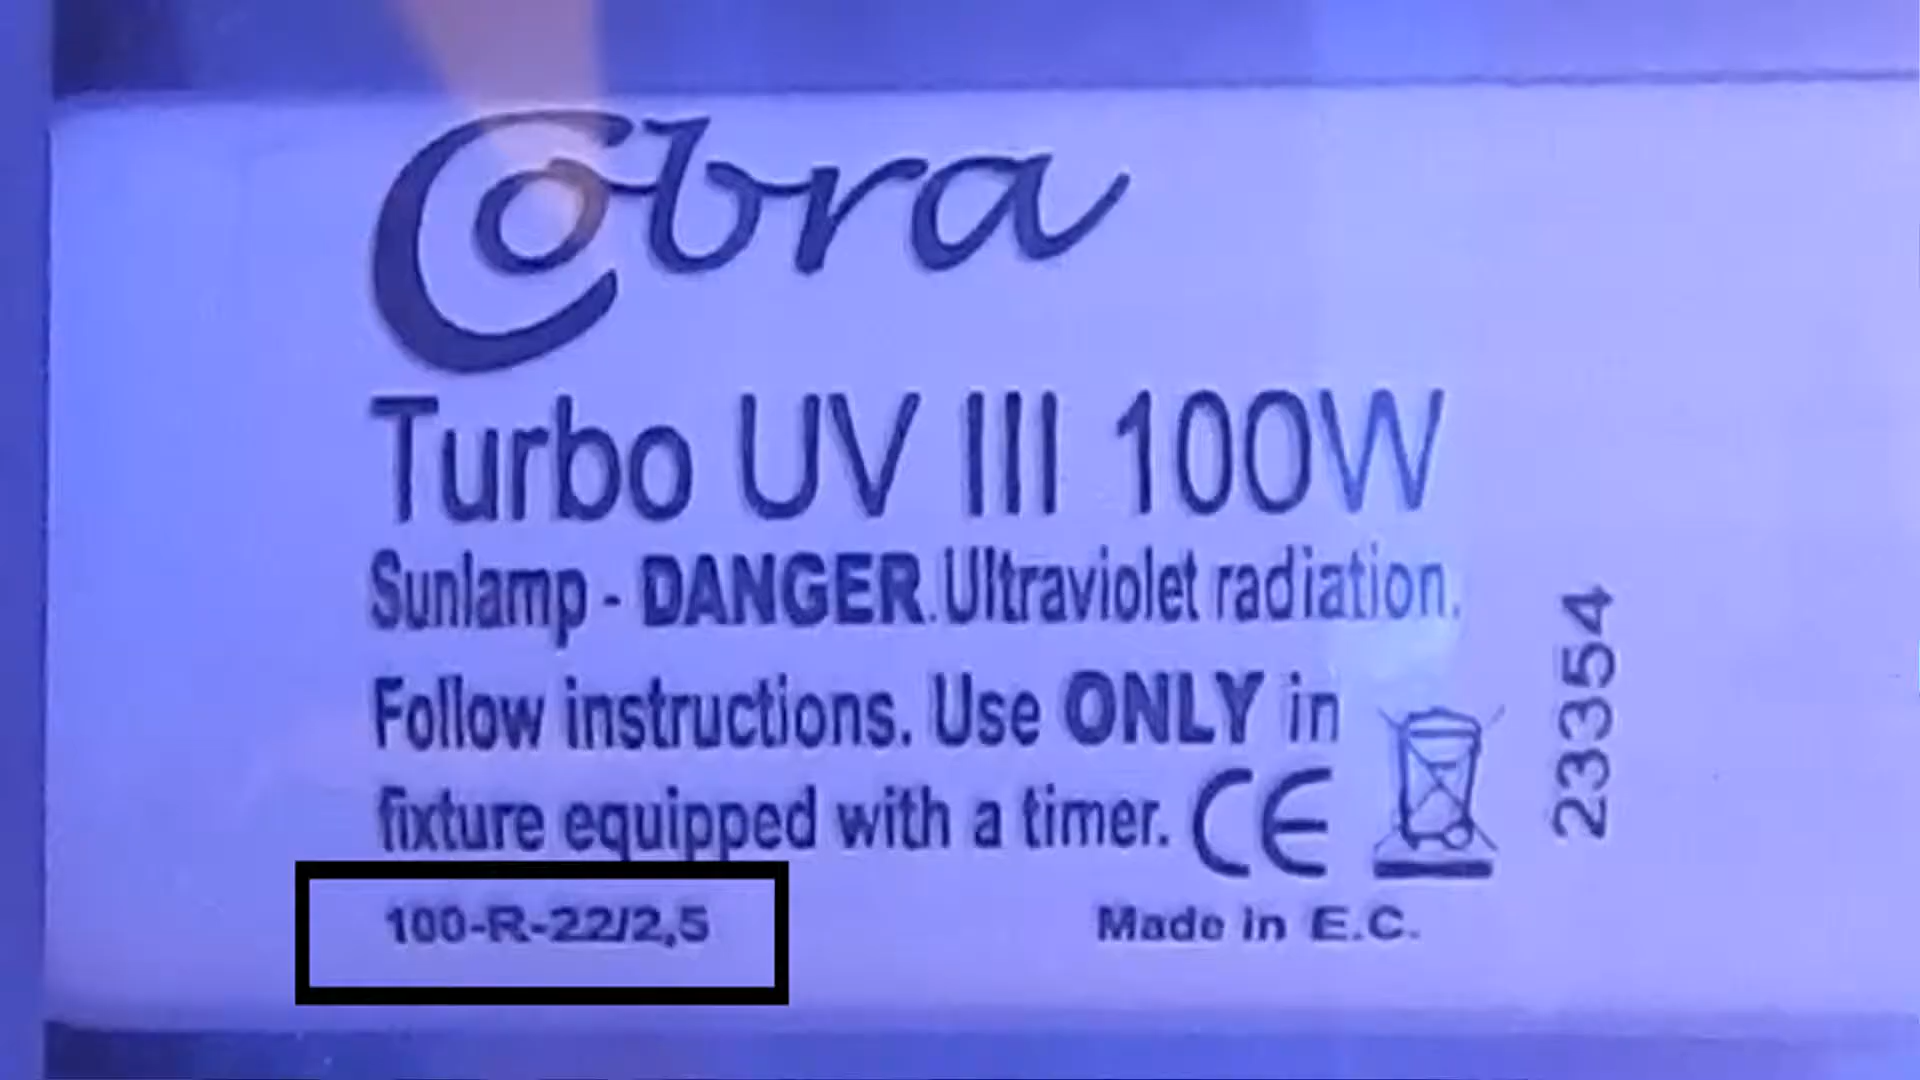 Cobra
Turbo UV III 100W
Sunlamp - DANGER. Ultraviolet radiation.
Follow instructions. Use ONLY in
fixture equipped with a timer. CE
100-R-22/2,5
Made in E.C.
23354